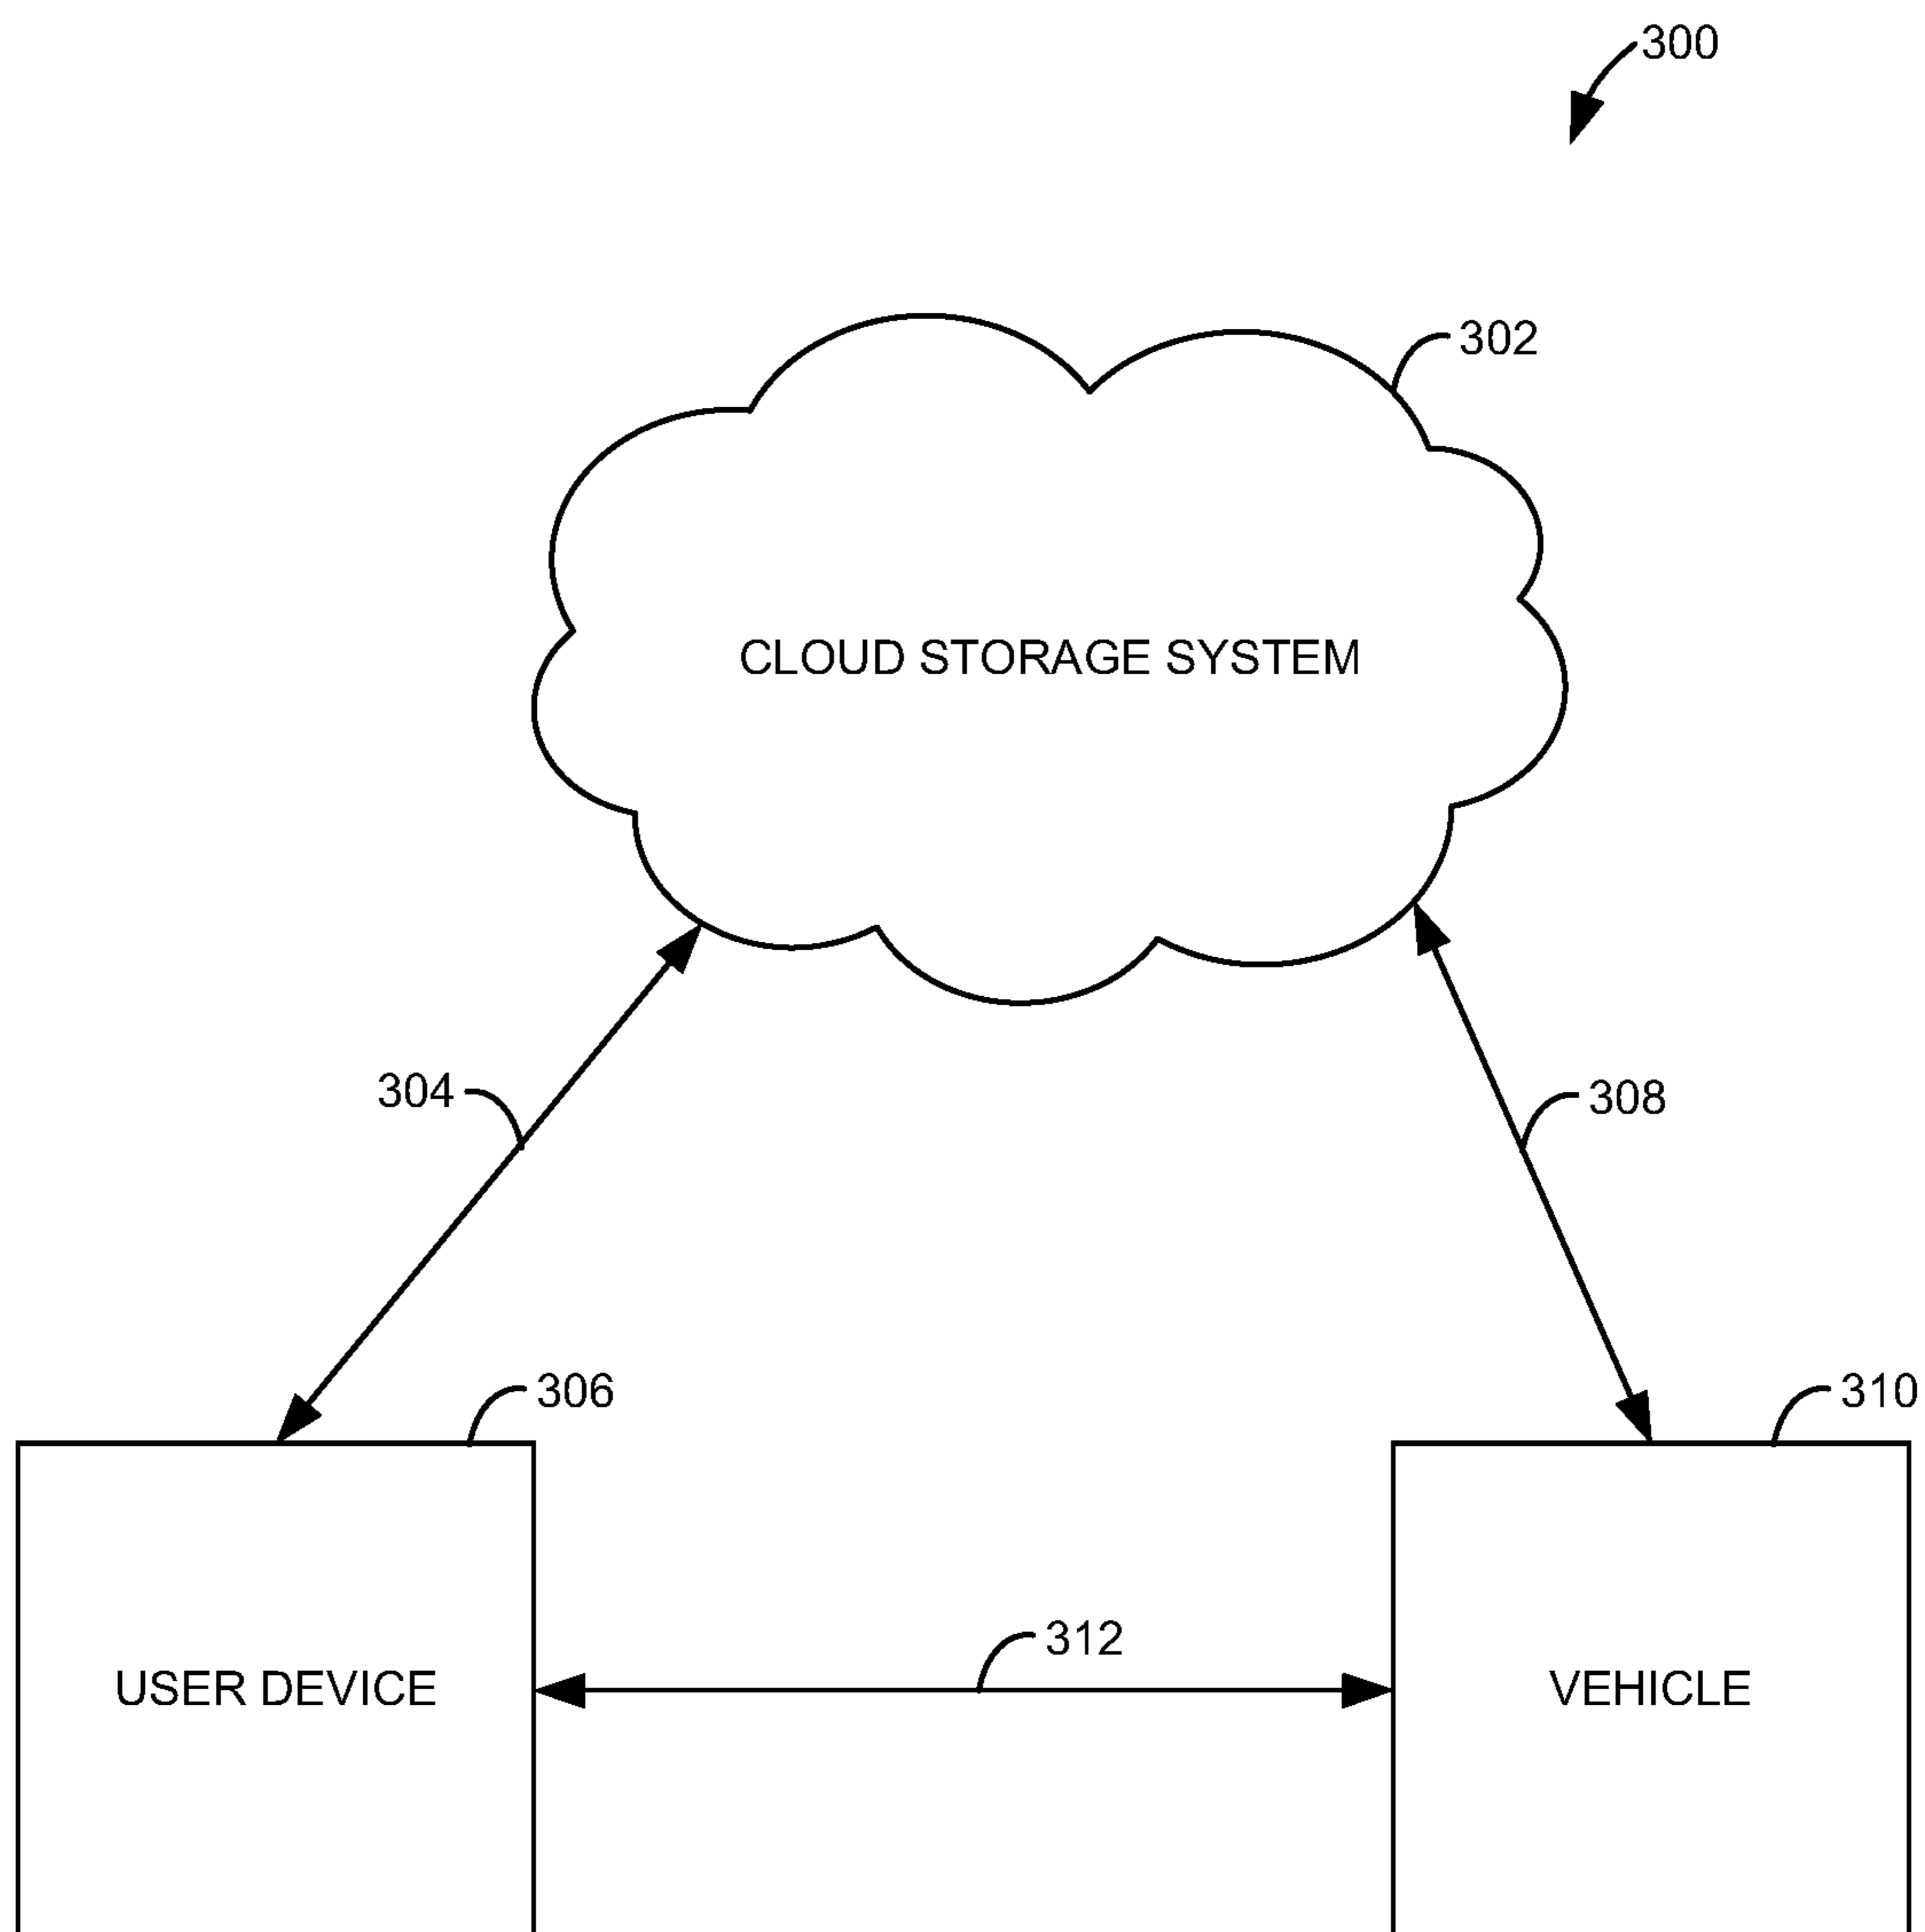 300
302
CLOUD STORAGE SYSTEM
304
308
306
310
312
USER DEVICE
VEHICLE